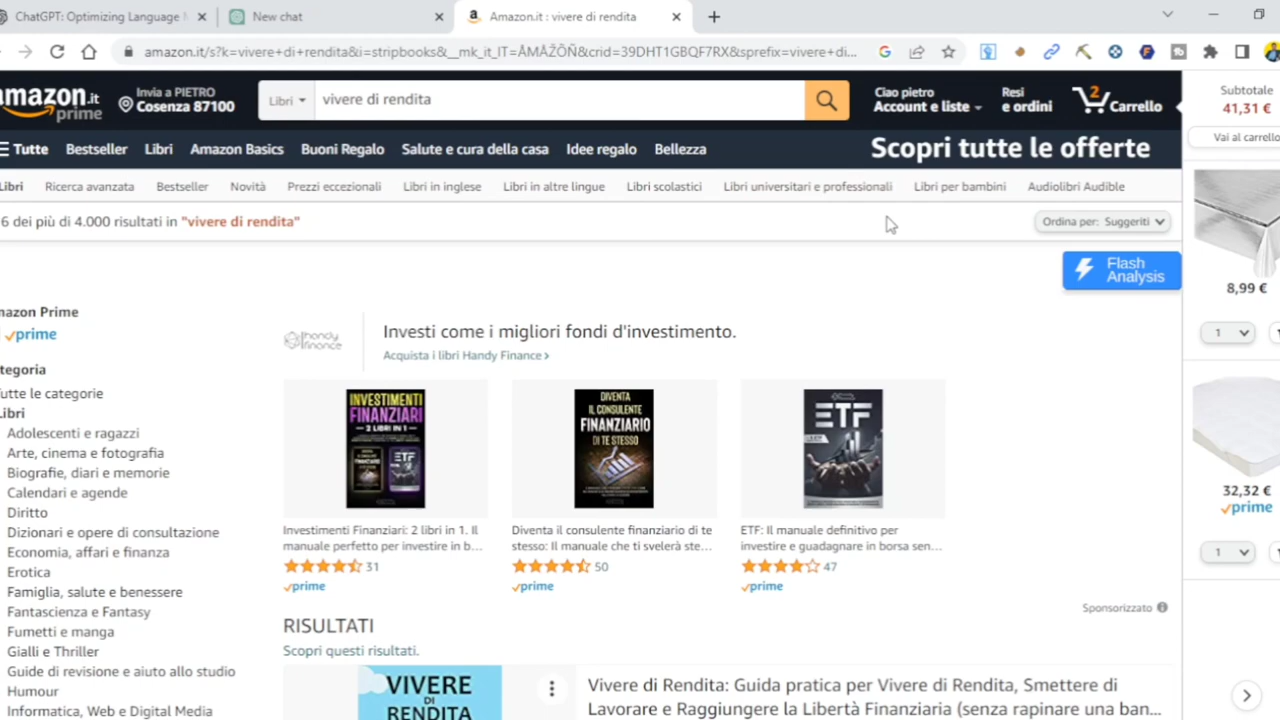 ChatGPT: Optimizing Language
New chat
Amazon.it : vivere di rendita
amazon.it/s?k=vivere+di+rendita&i=stripbooks&__mk_it_IT=ÅMÅŽÕÑ&crid=39DHT1GBQF7RX&sprefix=vivere+di...
amazon.it
prime
Invia a PIETRO
Cosenza 87100
Libri
vivere di rendita
Ciao pietro
Account e liste
Resi
e ordini
2
Carrello
Subtotale
41,31 €
Vai al carrello
Tutte
Bestseller
Libri
Amazon Basics
Buoni Regalo
Salute e cura della casa
Idee regalo
Bellezza
Scopri tutte le offerte
Libri
Ricerca avanzata
Bestseller
Novità
Prezzi eccezionali
Libri in inglese
Libri in altre lingue
Libri scolastici
Libri universitari e professionali
Libri per bambini
Audiolibri Audible
6 dei più di 4.000 risultati in "vivere di rendita"
Ordina per: Suggeriti
Flash
Analysis
8,99 €
1
mazon Prime
prime
tegoria
utte le categorie
Libri
Adolescenti e ragazzi
Arte, cinema e fotografia
Biografie, diari e memorie
Calendari e agende
Diritto
Dizionari e opere di consultazione
Economia, affari e finanza
Erotica
Famiglia, salute e benessere
Fantascienza e Fantasy
Fumetti e manga
Gialli e Thriller
Guide di revisione e aiuto allo studio
Humour
Informatica, Web e Digital Media
handy
finance
Investi come i migliori fondi d'investimento.
Acquista i libri Handy Finance
INVESTIMENTI
FINANZIARI
2 LIBRI IN 1
DIVENTA
IL CONSULENTE
FINANZIARIO
DI TE STESSO
ETF
Investimenti Finanziari: 2 libri in 1. Il
manuale perfetto per investire in b...
31
prime
Diventa il consulente finanziario di te
stesso: Il manuale che ti svelerà ste...
50
prime
ETF: Il manuale definitivo per
investire e guadagnare in borsa sen...
47
prime
Sponsorizzato
32,32 €
prime
1
RISULTATI
Scopri questi risultati.
VIVERE
DI
RENDITA
Vivere di Rendita: Guida pratica per Vivere di Rendita, Smettere di
Lavorare e Raggiungere la Libertà Finanziaria (senza rapinare una ban...